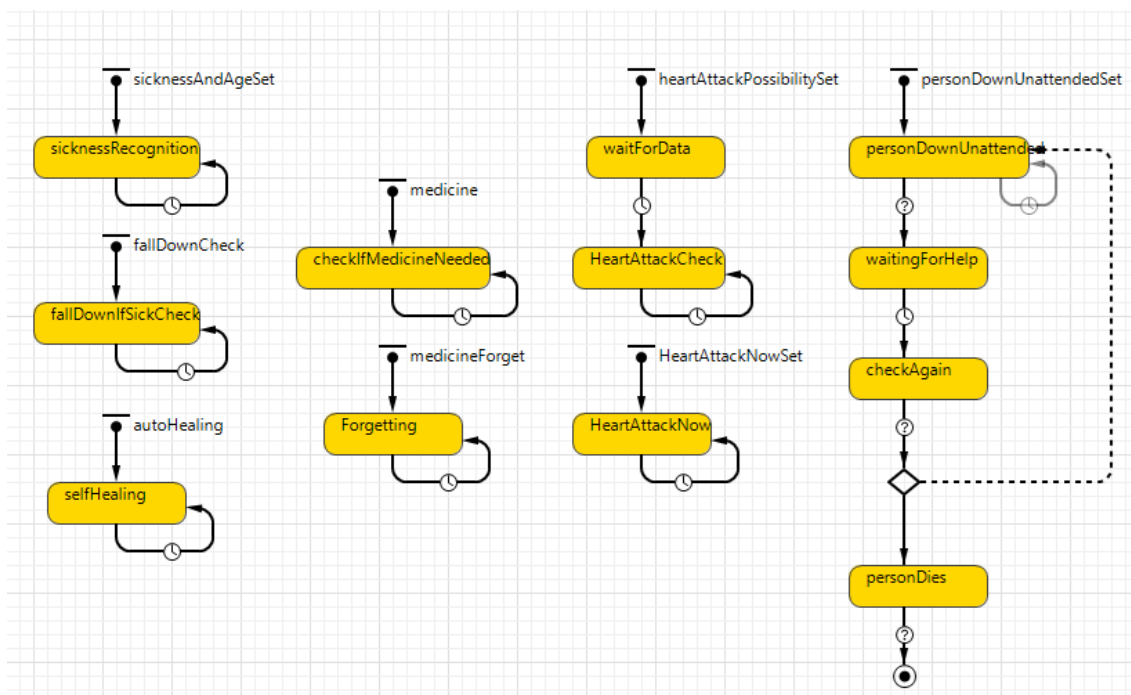 sicknessAndAgeSet
sicknessRecognition
fallDownCheck
fallDownIfSickCheck
autoHealing
selfHealing
medicine
checkIfMedicineNeeded
medicineForget
Forgetting
heartAttackPossibilitySet
waitForData
HeartAttackCheck
HeartAttackNowSet
HeartAttackNow
personDownUnattendedSet
personDownUnattended
?
waitingForHelp
checkAgain
?
personDies
?